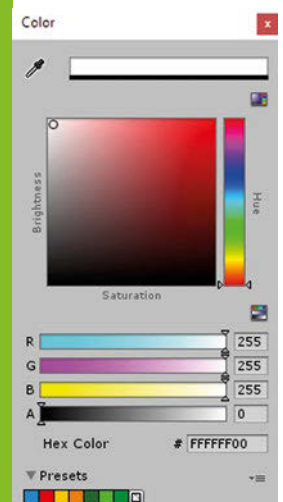 Color
x
Brightness
Hue
Saturation
R 255
G 255
B 255
A 0
Hex Color # FFFFFF00
Presets